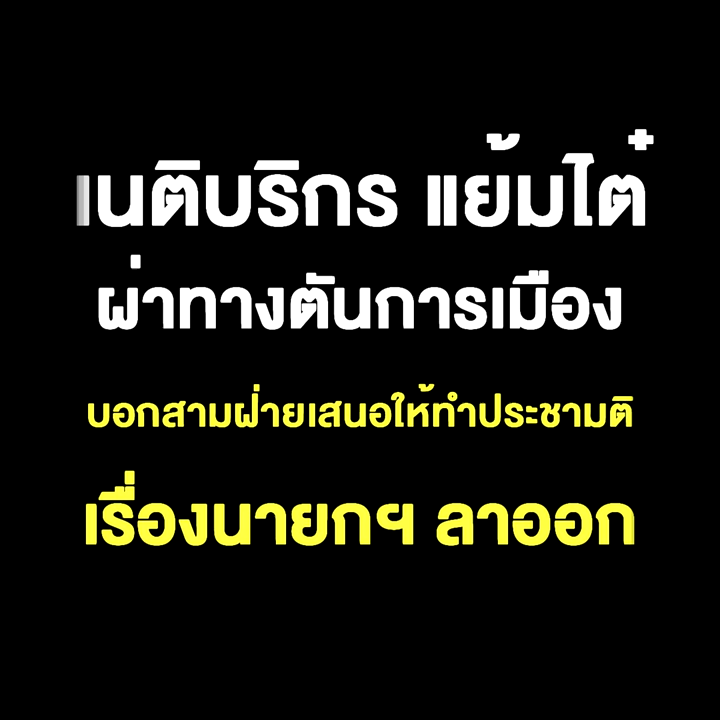 เนติบริกร แย้มไต๋
ผ่าทางตันการเมือง
บอกสามฝ่ายเสนอให้ทำประชามติ
เรื่องนายกฯ ลาออก